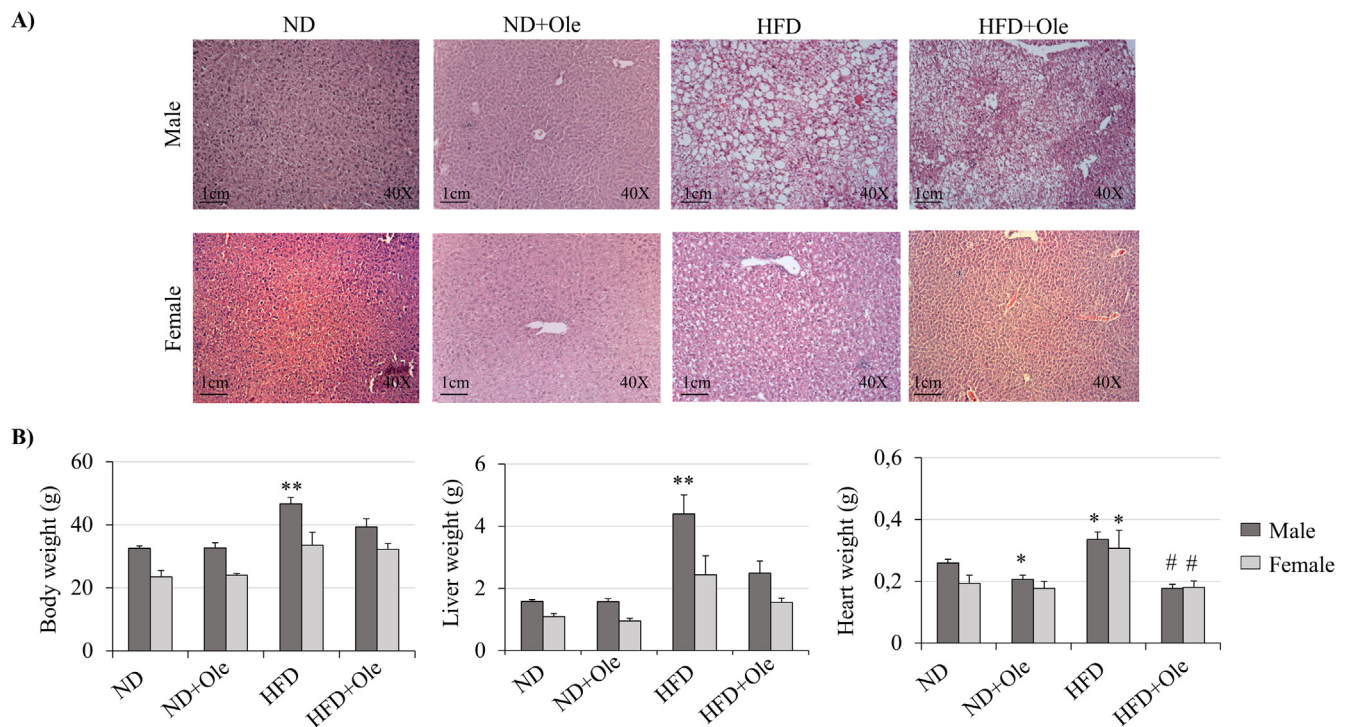 A)
ND ND+Ole HFD HFD+Ole
Male
1cm 40X 1cm 40X 1cm 40X 1cm 40X
Female
1cm 40X 1cm 40X 1cm 40X 1cm 40X
B)
Body weight (g)
60
40
20
0
**
ND ND+Ole HFD HFD+Ole
Liver weight (g)
6
4
2
0
**
ND ND+Ole HFD HFD+Ole
Heart weight (g)
0,6
0,4
0,2
0
* * * # #
ND ND+Ole HFD HFD+Ole
Male
Female